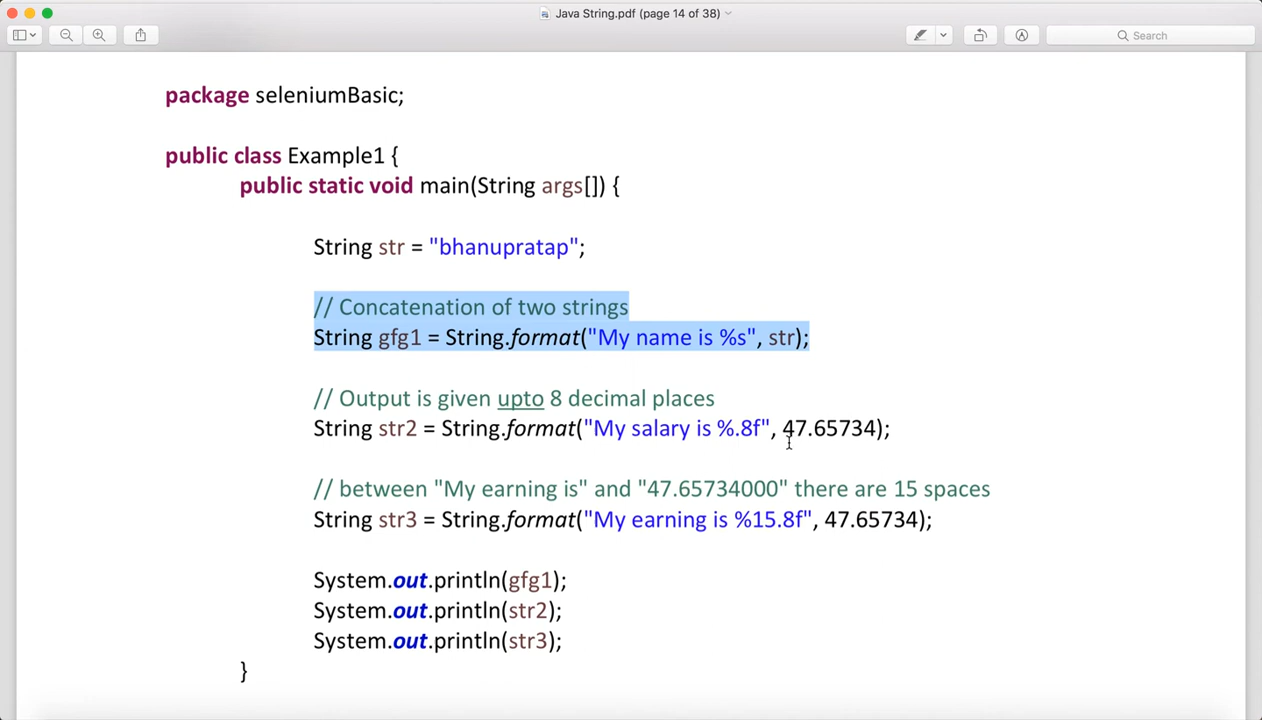 Java String.pdf (page 14 of 38)
Search
package seleniumBasic;
public class Example1 {
public static void main(String args[]) {
String str = "bhanupratap";
// Concatenation of two strings
String gfg1 = String.format("My name is %s", str);
// Output is given upto 8 decimal places
String str2 = String.format("My salary is %.8f", 47.65734);
// between "My earning is" and "47.65734000" there are 15 spaces
String str3 = String.format("My earning is %15.8f", 47.65734);
System.out.println(gfg1);
System.out.println(str2);
System.out.println(str3);
}